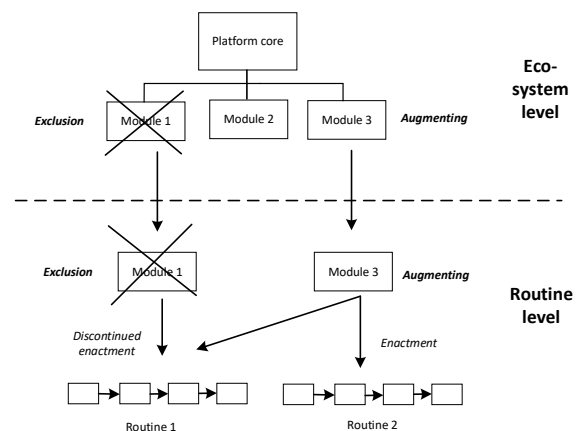 Platform core
Eco-
system
level
Exclusion
Module 1
Module 2
Module 3
Augmenting
Exclusion
Module 1
Module 3
Augmenting
Routine
level
Discontinued
enactment
Enactment
Routine 1
Routine 2